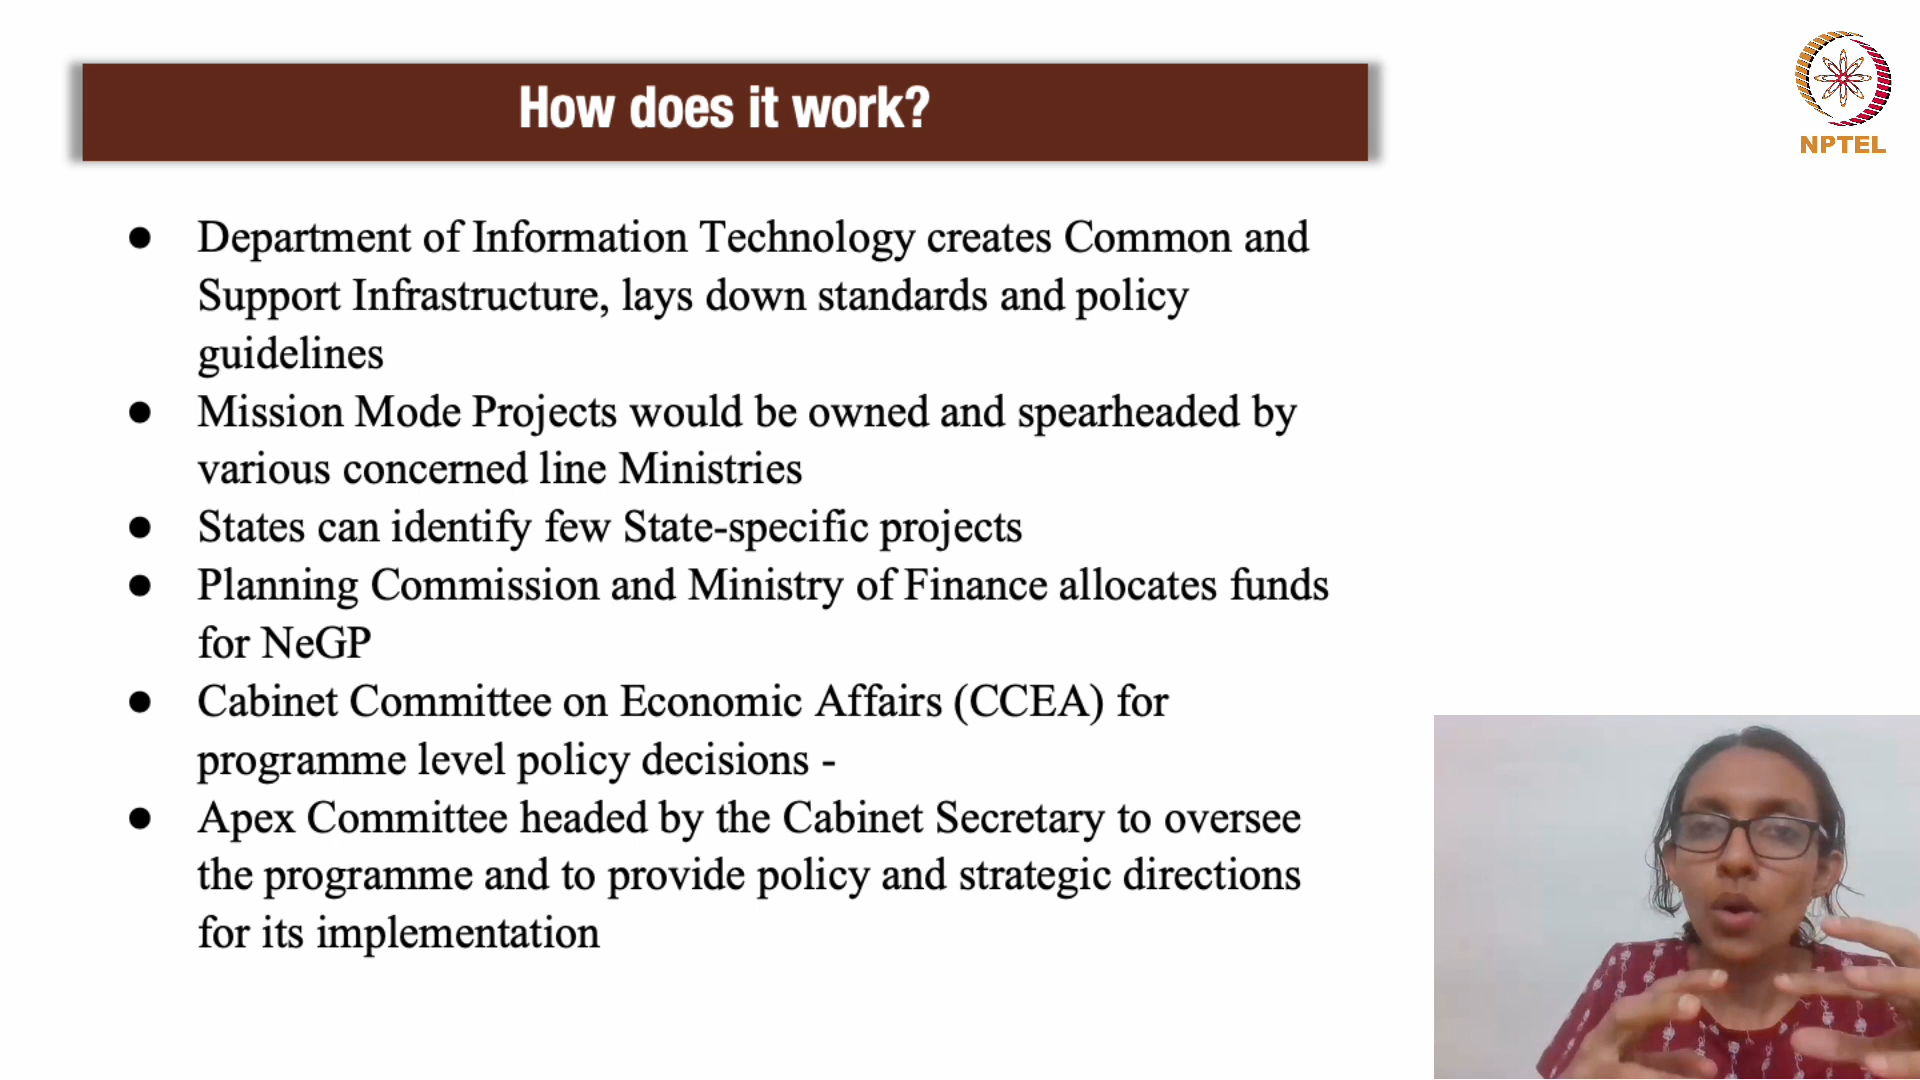 How does it work?
NPTEL
● Department of Information Technology creates Common and
Support Infrastructure, lays down standards and policy
guidelines
● Mission Mode Projects would be owned and spearheaded by
various concerned line Ministries
● States can identify few State-specific projects
● Planning Commission and Ministry of Finance allocates funds
for NeGP
● Cabinet Committee on Economic Affairs (CCEA) for
programme level policy decisions -
● Apex Committee headed by the Cabinet Secretary to oversee
the programme and to provide policy and strategic directions
for its implementation